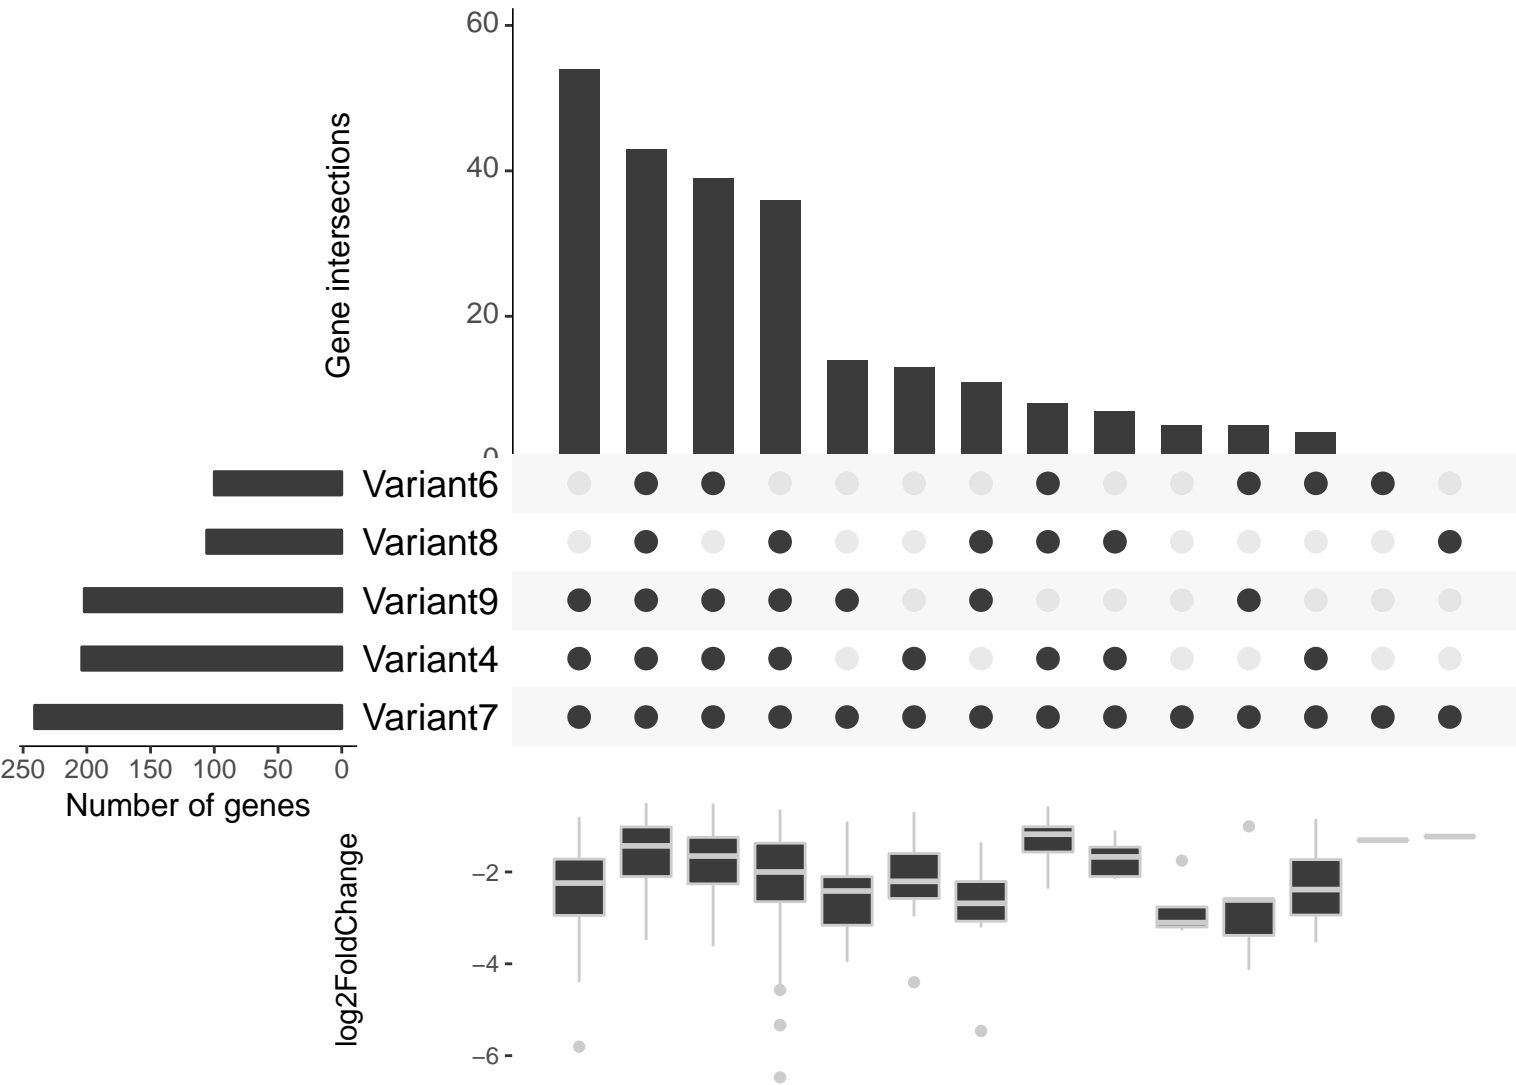 60
40
20
0
Gene intersections
Variant6
Variant8
Variant9
Variant4
Variant7
250 200 150 100 50 0
Number of genes
log2FoldChange
−2
−4
−6